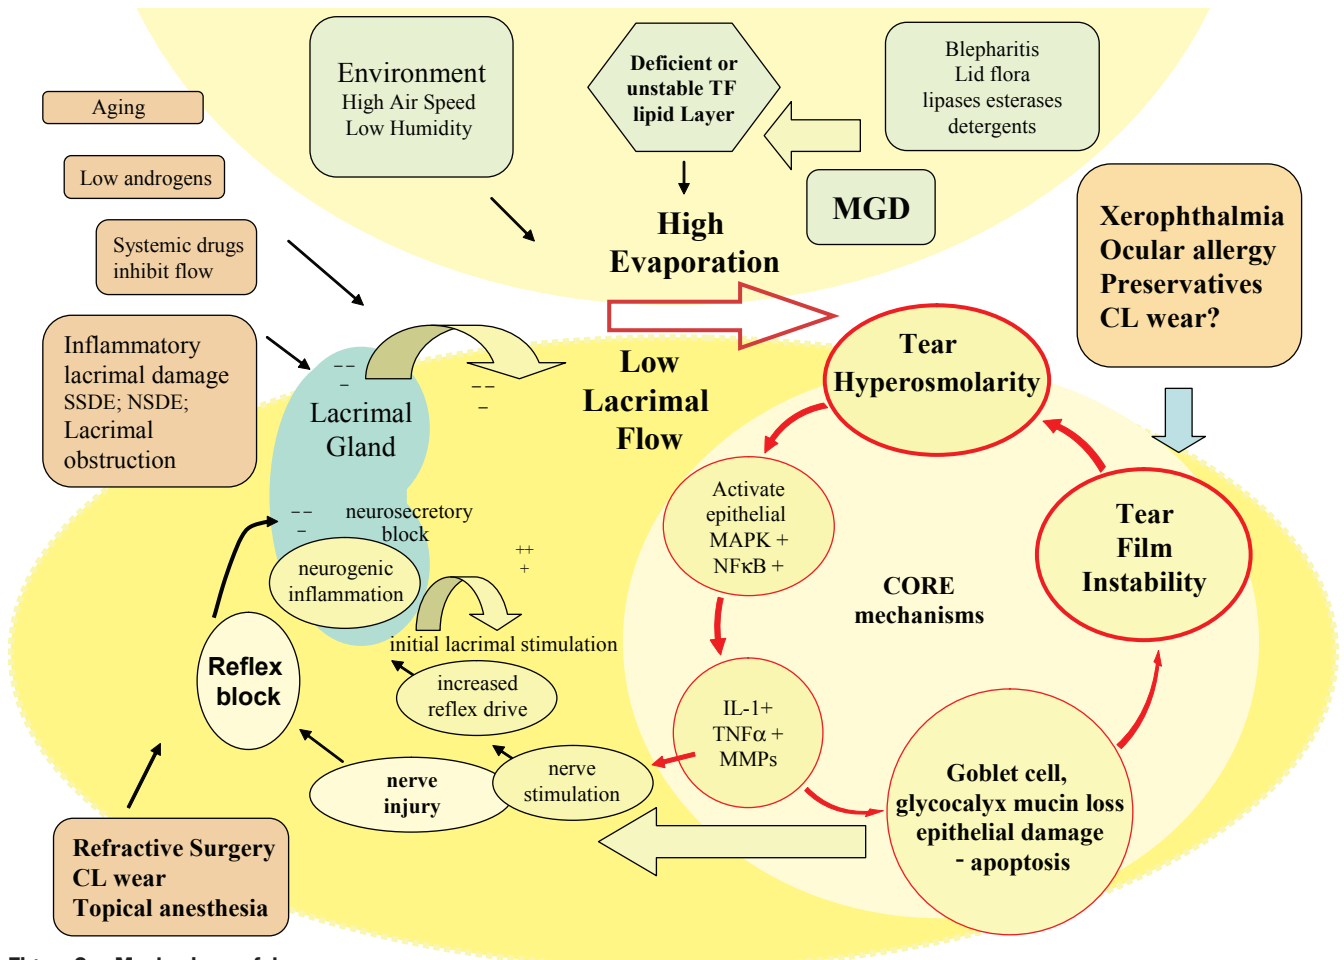 Environment
High Air Speed
Low Humidity
Deficient or
unstable TF
lipid Layer
Blepharitis
Lid flora
lipases esterases
detergents
Aging
Low androgens
Systemic drugs
inhibit flow
MGD
High
Evaporation
Xerophthalmia
Ocular allergy
Preservatives
CL wear?
Inflammatory
lacrimal damage
SSDE; NSDE;
Lacrimal
obstruction
– –
–
Lacrimal
Gland
– –
–
Low
Lacrimal
Flow
Tear
Hyperosmolarity
Activate
epithelial
MAPK +
NFκB +
Tear
Film
Instability
CORE
mechanisms
– –
–
neurosecretory
block
neurogenic
inflammation
++
+
initial lacrimal stimulation
increased
reflex drive
Reflex
block
IL-1+
TNFα +
MMPs
nerve
injury
nerve
stimulation
Goblet cell,
glycocalyx mucin loss
epithelial damage
- apoptosis
Refractive Surgery
CL wear
Topical anesthesia